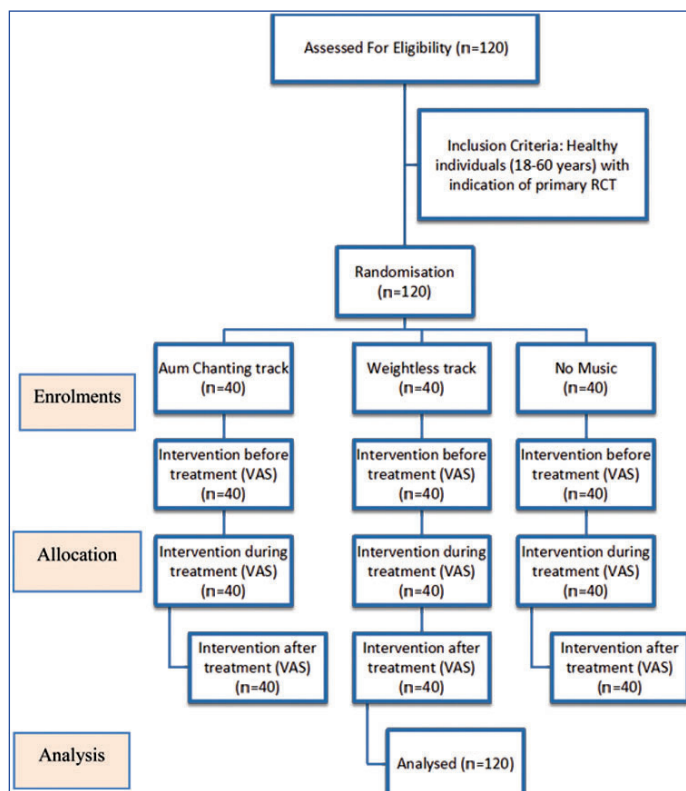 Assessed For Eligibility (n=120)
Inclusion Criteria: Healthy
individuals (18-60 years) with
indication of primary RCT
Randomisation
(n=120)
Enrolments
Aum Chanting track
(n=40)
Weightless track
(n=40)
No Music
(n=40)
Intervention before
treatment (VAS)
(n=40)
Intervention before
treatment (VAS)
(n=40)
Intervention before
treatment (VAS)
(n=40)
Allocation
Intervention during
treatment (VAS)
(n=40)
Intervention during
treatment (VAS)
(n=40)
Intervention during
treatment (VAS)
(n=40)
Intervention after
treatment (VAS)
(n=40)
Intervention after
treatment (VAS)
(n=40)
Intervention after
treatment (VAS)
(n=40)
Analysis
Analysed (n=120)